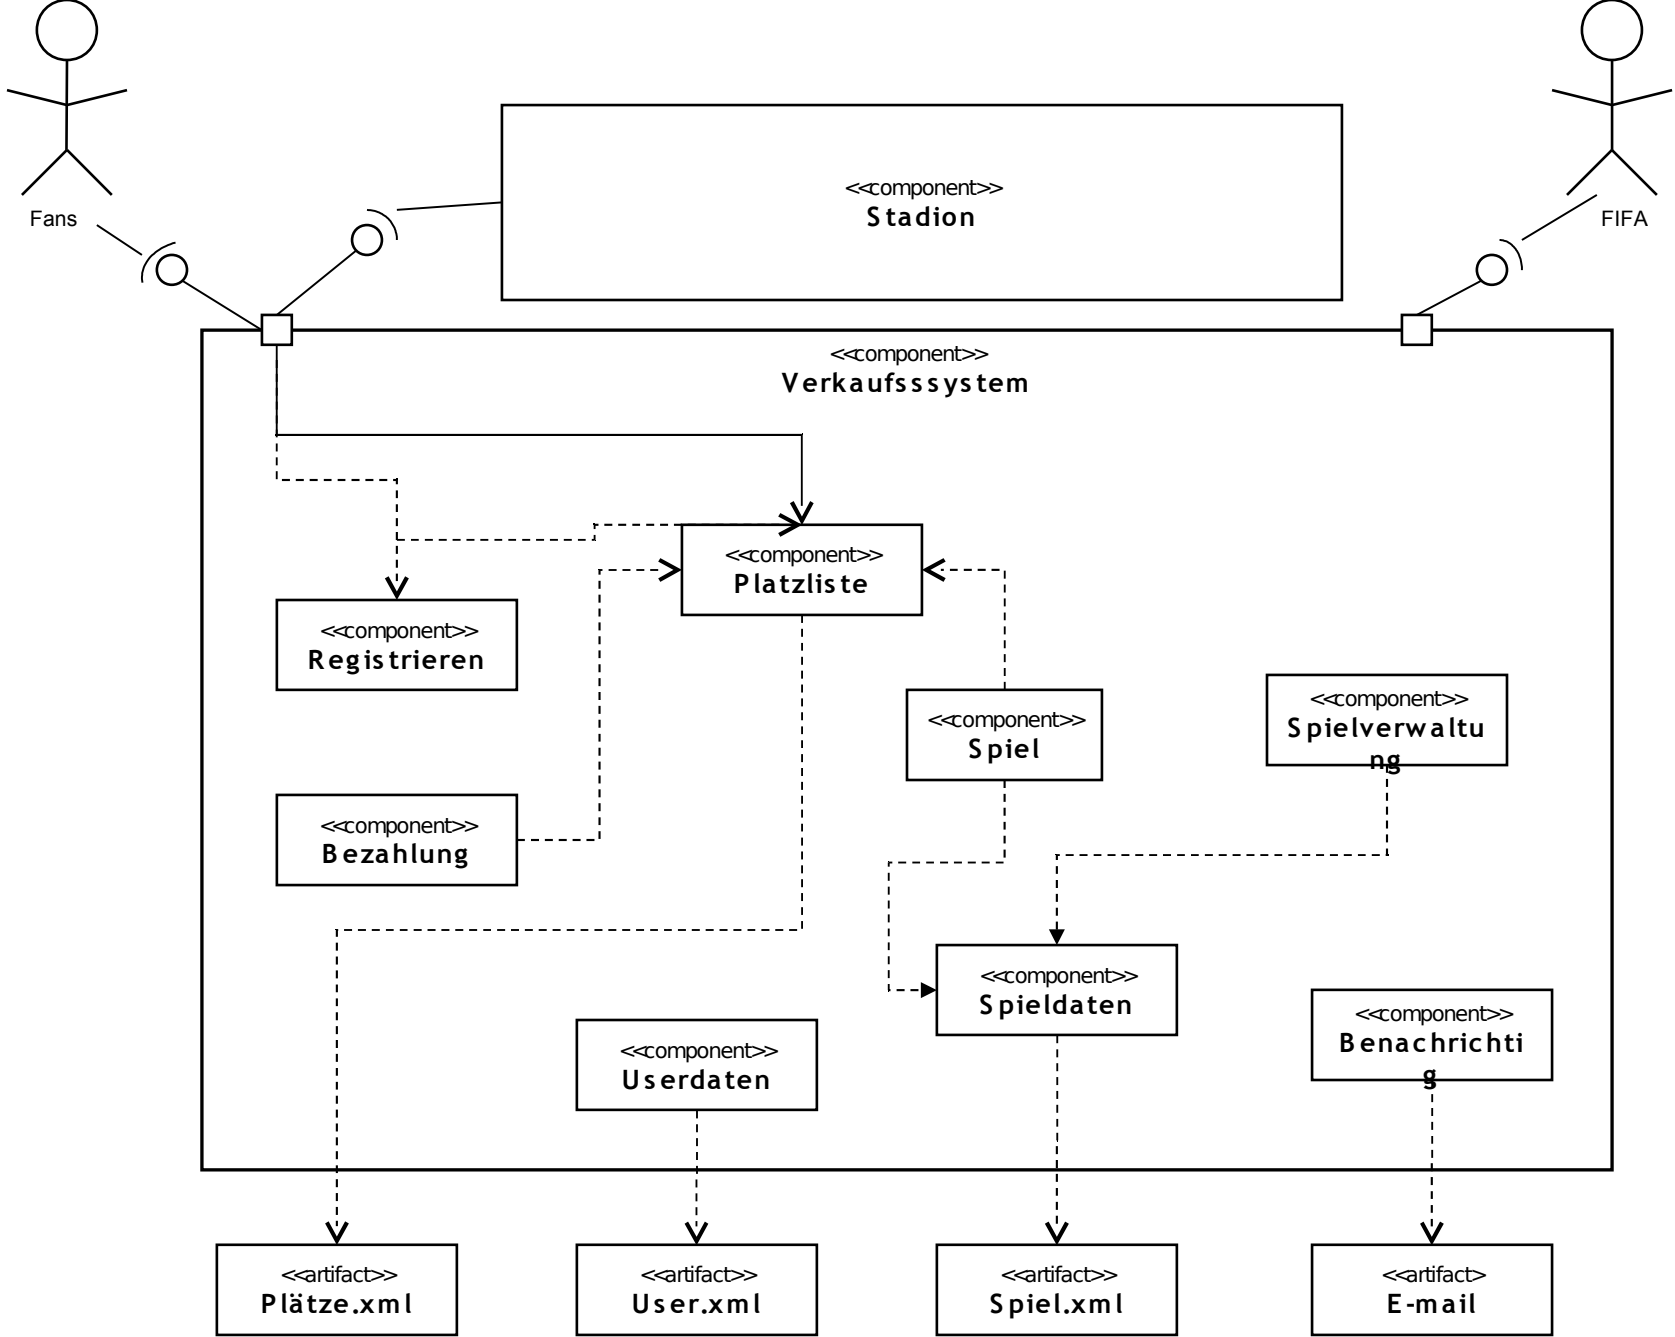 Fans
FIFA
<<component>>
Stadion
<<component>>
Verkaufsssystem
<<component>>
Platzliste
<<component>>
Registrieren
<<component>>
Spiel
<<component>>
Spielverwaltu
ng
<<component>>
Bezahlung
<<component>>
Spieldaten
<<component>>
Benachrichti
g
<<component>>
Userdaten
<<artifact>>
Plätze.xml
<<artifact>>
User.xml
<<artifact>>
Spiel.xml
<<artifact>
E-mail